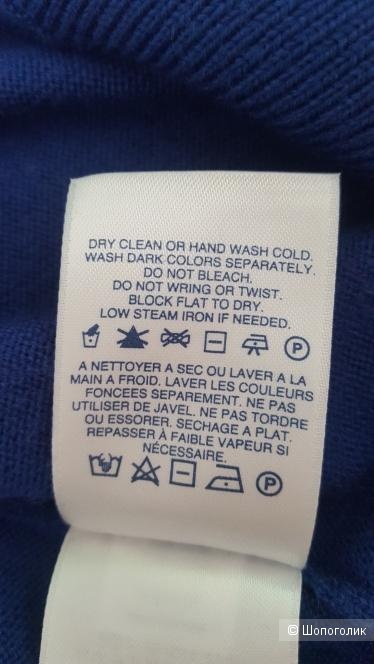 DRY CLEAN OR HAND WASH COLD.
WASH DARK COLORS SEPARATELY.
DO NOT BLEACH.
DO NOT WRING OR TWIST.
BLOCK FLAT TO DRY.
LOW STEAM IRON IF NEEDED.
P
A NETTOYER A SEC OU LAVER A LA
MAIN A FROID. LAVER LES COULEURS
FONCEES SEPAREMENT. NE PAS
UTILISER DE JAVEL. NE PAS TORDRE
OU ESSORER. SECHAGE A PLAT.
REPASSER À FAIBLE VAPEUR SI
NÉCESSAIRE.
P
© Шопоголик